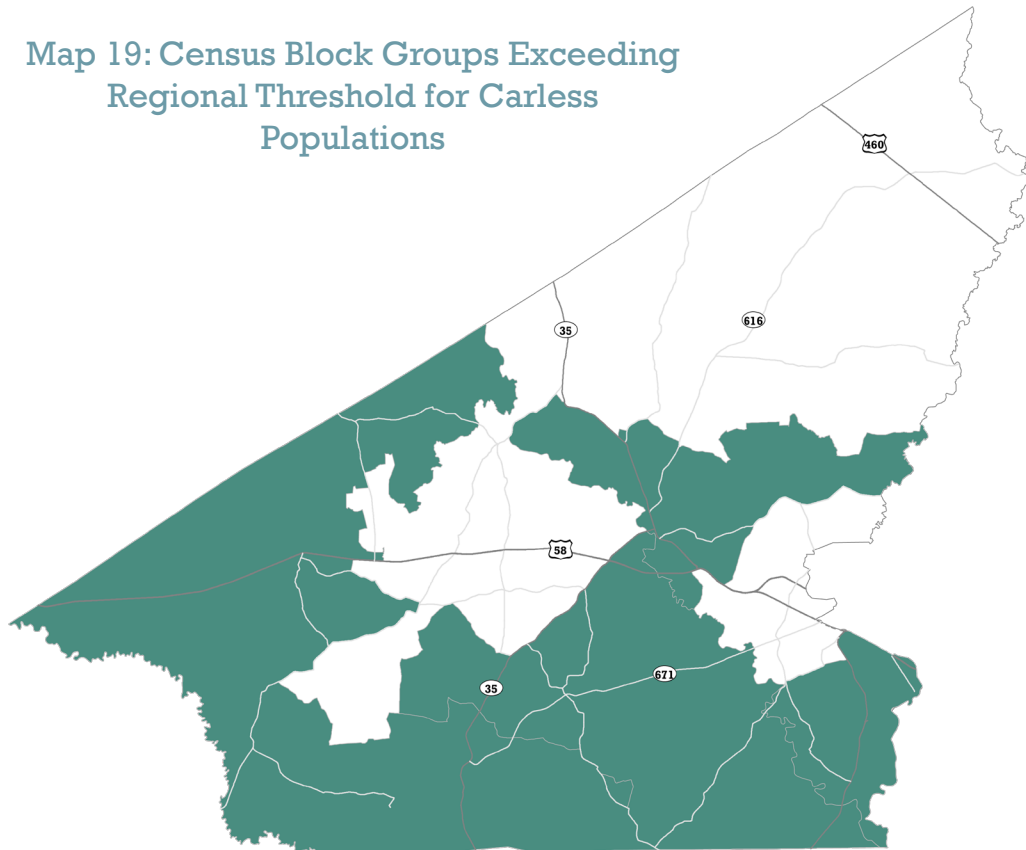 Map 19: Census Block Groups Exceeding
Regional Threshold for Carless
Populations
460
616
35
58
671
35